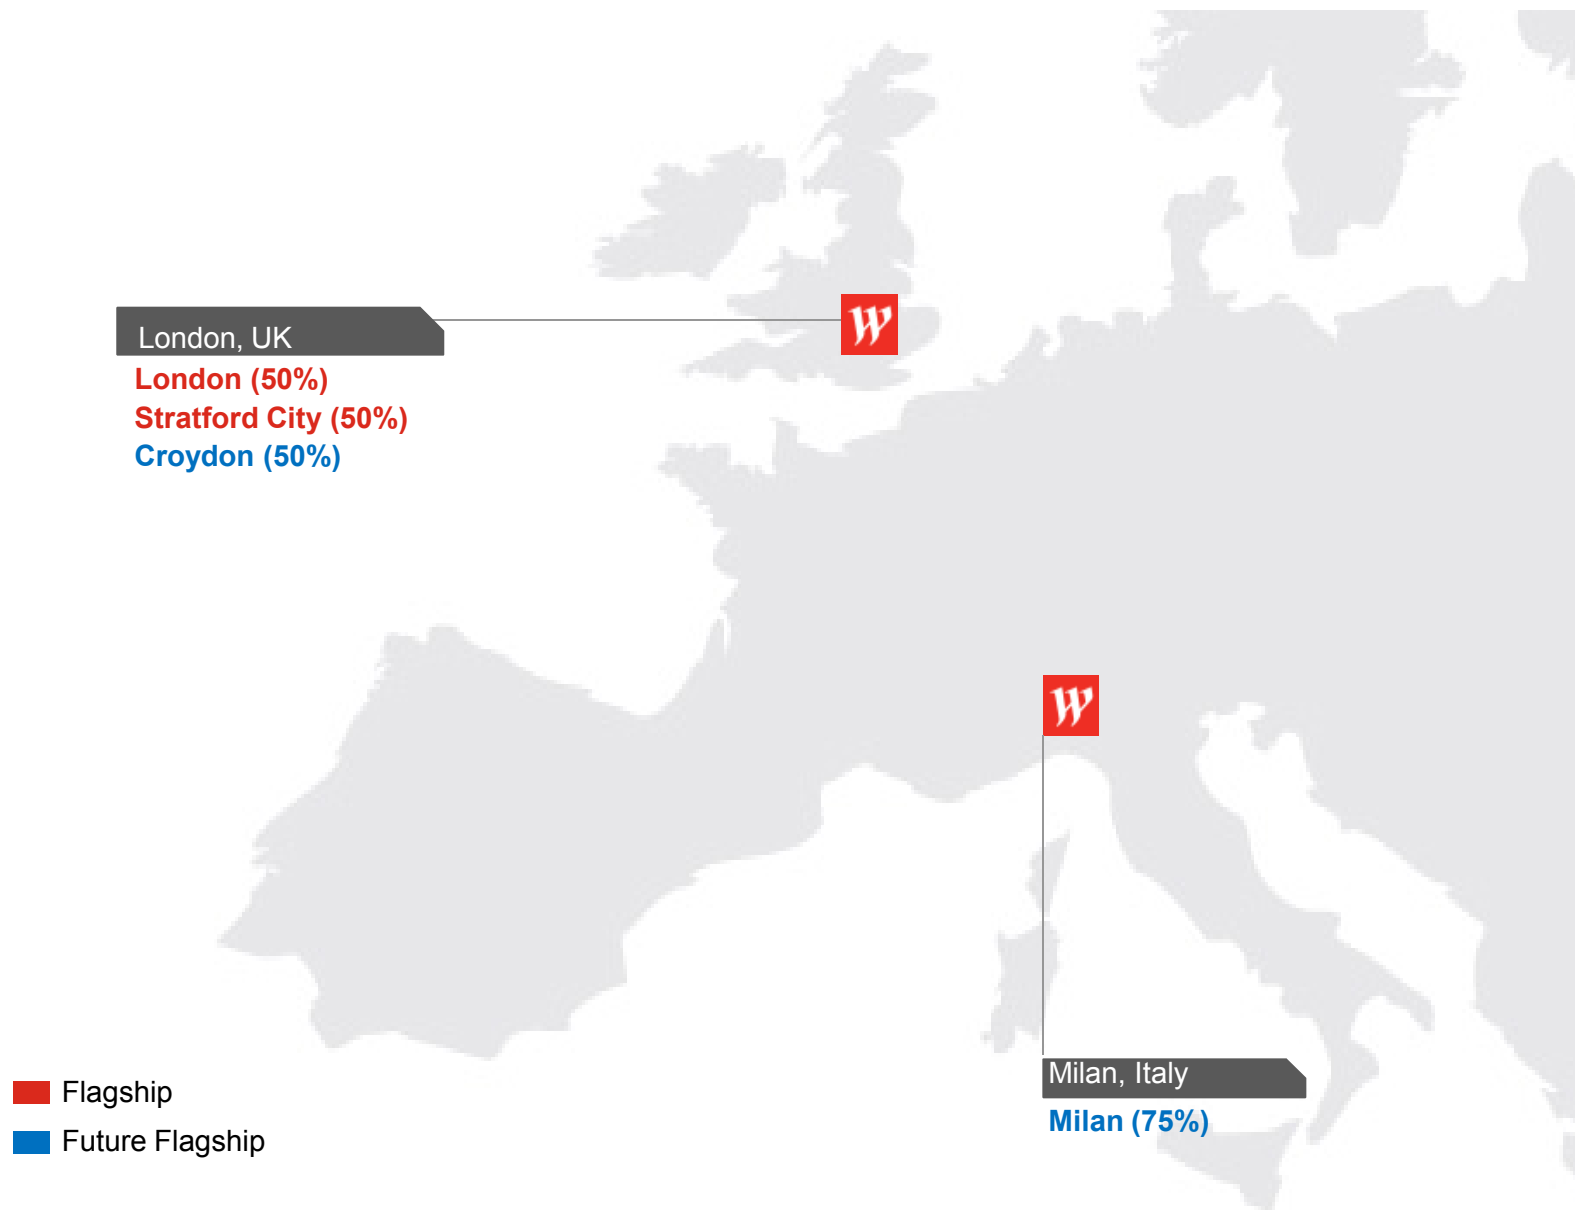 London, UK
London (50%)
Stratford City (50%)
Croydon (50%)
W
W
Milan, Italy
Milan (75%)
Flagship
Future Flagship